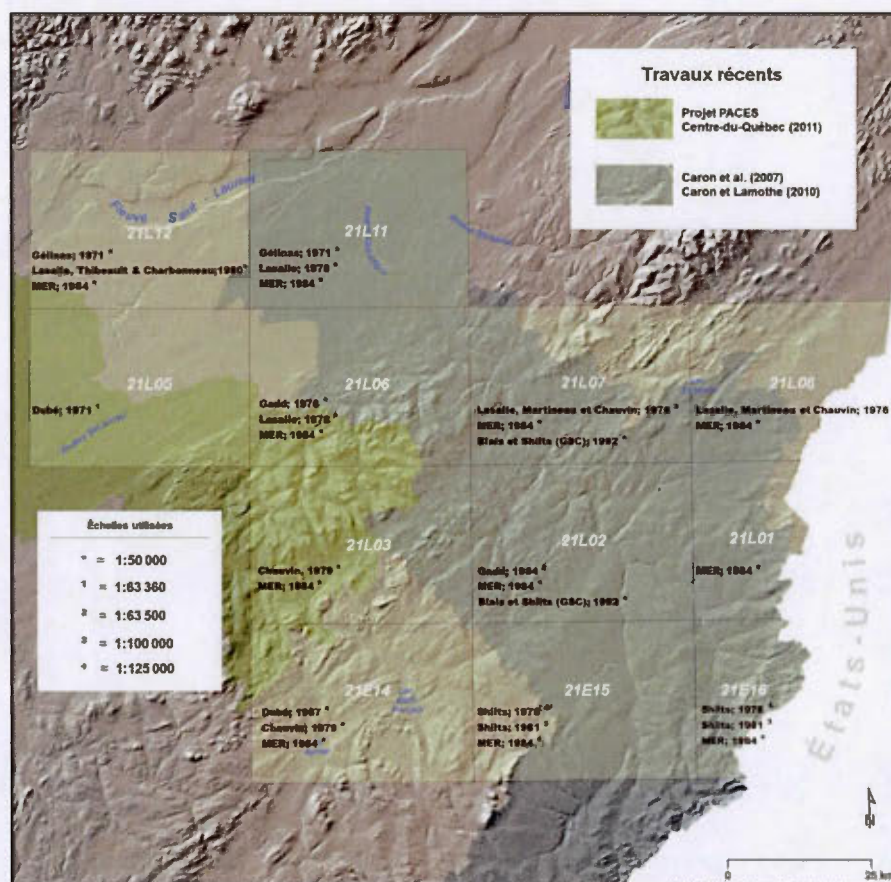 Travaux récents
Projet PACES
Centre-du-Québec (2011)
Caron et al. (2007)
Caron et Lamothe (2010)
Fleuve Saint-Laurent
21L12
Gélinas; 1971
Lasalle, Thibeault & Charbonneau; 1980
MER; 1984
21L11
Gélinas; 1971
Lasalle; 1978
MER; 1984
21L05
Dubé; 1971
21L06
Gadd; 1978
Lasalle; 1978
MER; 1984
21L07
Lasalle, Martineau et Chauvin; 1978
MER; 1984
Blais et Shilts (GSC); 1992
21L08
Lasalle, Martineau et Chauvin; 1978
MER; 1984
21L03
Chauvin, 1979
MER; 1984
21L02
Gadd; 1964
MER; 1984
Blais et Shilts (GSC); 1992
21L01
MER; 1984
Échelles utilisées
* = 1:50 000
1 = 1:63 360
2 = 1:63 500
3 = 1:100 000
4 = 1:125 000
21E14
Dubé; 1967
Chauvin; 1979
MER; 1984
21E15
Shilts; 1978
Shilts; 1981
MER; 1984
21E16
Shilts; 1978
Shilts; 1981
MER; 1984
États-Unis
N
0
25 km